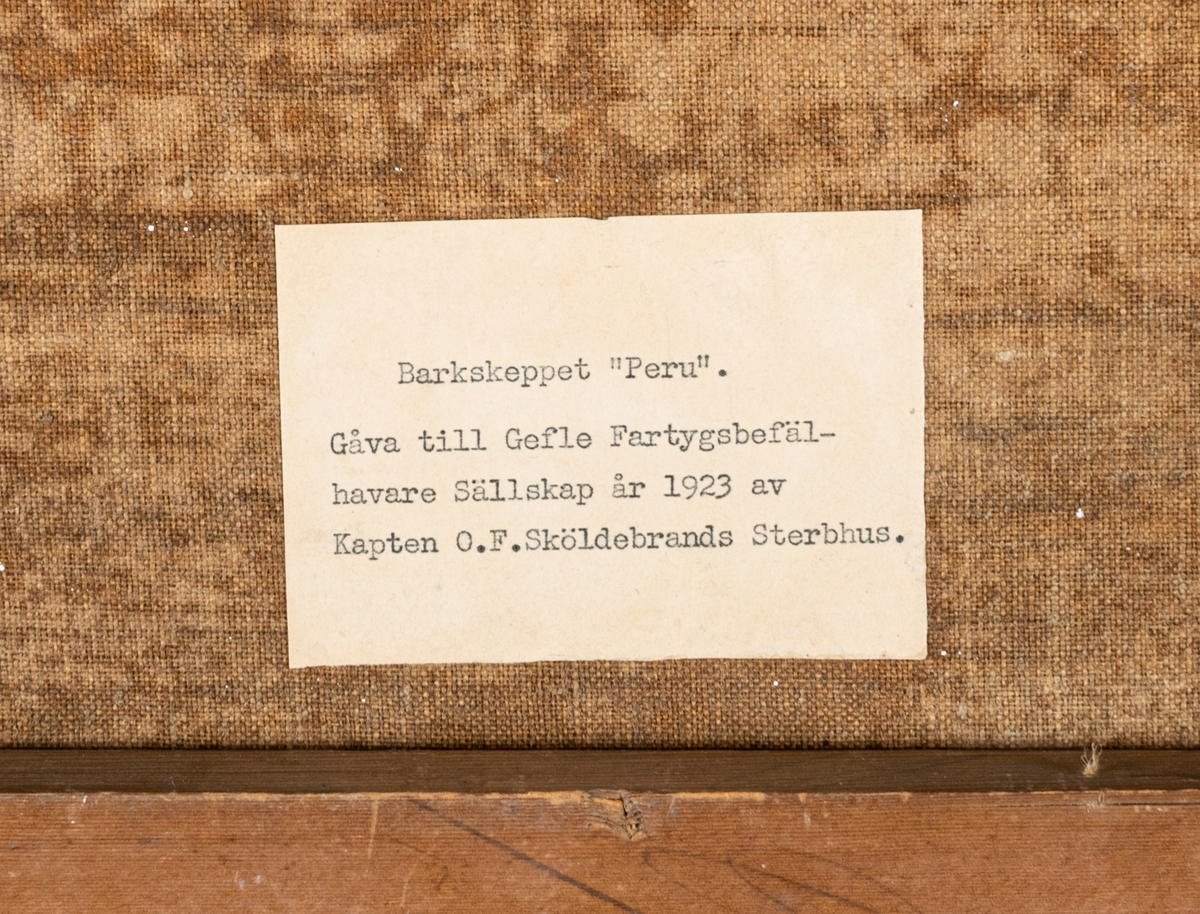 Barkskeppet "Peru".
Gåva till Gefle Fartygsbefäl-
havare Sällskap år 1923 av
Kapten O.F.Sköldebrands Sterbhus.